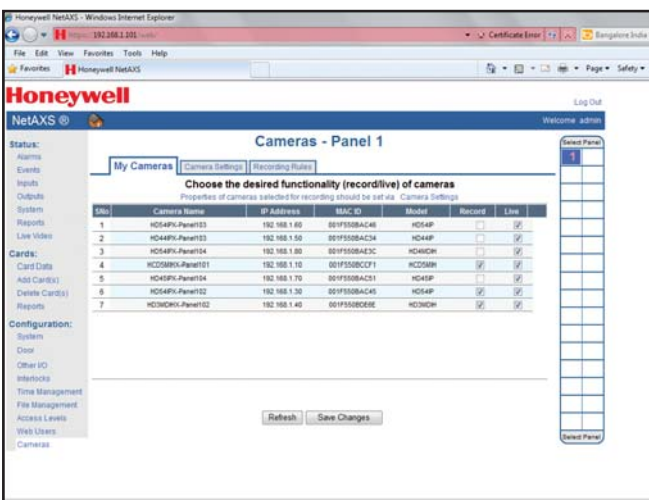 Honeywell NetAXS - Windows Internet Explorer
192.168.1.101/web/
Certificate Error
Bangalore India
File Edit View Favorites Tools Help
Favorites Honeywell NetAXS
Page Safety
Honeywell
Log Out
NetAXS ®
Welcome admin
Status:
Alarms
Events
Inputs
Outputs
System
Reports
Live Video
Cards:
Card Data
Add Card(s)
Delete Card(s)
Reports
Configuration:
System
Door
Other I/O
Interlocks
Time Management
File Management
Access Levels
Web Users
Cameras
Cameras - Panel 1
My Cameras Camera Settings Recording Rules
Choose the desired functionality (record/live) of cameras
Properties of cameras selected for recording should be set via Camera Settings
SNo Camera Name IP Address MAC ID Model Record Live
1 HD54IPX-Panel103 192.168.1.60 001F550BAC46 HD54IP
2 HD44IPX-Panel103 192.168.1.50 001F550BAC34 HD44IP
3 HD54IPX-Panel104 192.168.1.80 001F550BAE3C HD4MDIH
4 HCD5MIHX-Panel101 192.168.1.10 001F550BCCF1 HCD5MIH
5 HD45IPX-Panel104 192.168.1.70 001F550BAC51 HD45IP
6 HD54IPX-Panel102 192.168.1.30 001F550BAC45 HD54IP
7 HD3MDIHX-Panel102 192.168.1.40 HD3MDIH
Refresh Save Changes
Select Panel
1
Select Panel